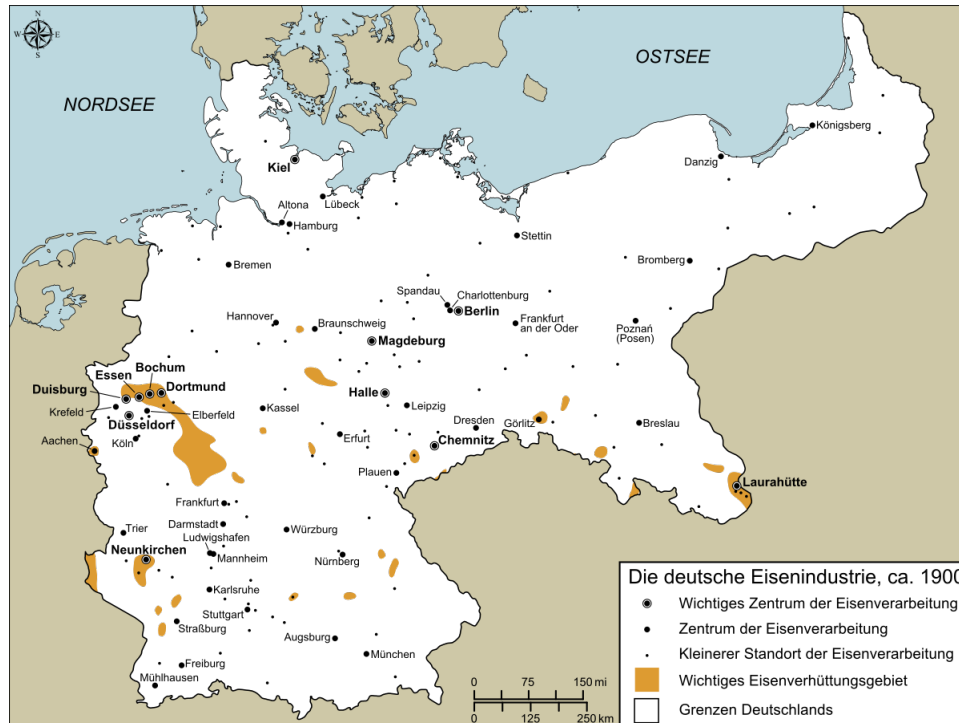 N
W E
S
NORDSEE
OSTSEE
Königsberg
Danzig
Kiel
Lübeck
Altona
Hamburg
Stettin
Bremen
Bromberg
Spandau
Charlottenburg
Berlin
Hannover
Braunschweig
Frankfurt
an der Oder
Poznań
(Posen)
Magdeburg
Bochum
Essen
Dortmund
Duisburg
Halle
Krefeld
Elberfeld
Kassel
Leipzig
Düsseldorf
Dresden
Görlitz
Breslau
Aachen
Köln
Erfurt
Chemnitz
Plauen
Laurahütte
Frankfurt
Trier
Darmstadt
Ludwigshafen
Würzburg
Neunkirchen
Mannheim
Nürnberg
Karlsruhe
Stuttgart
Straßburg
Augsburg
München
Freiburg
Mühlhausen
0 75 150 mi
0 125 250 km
Die deutsche Eisenindustrie, ca. 1900
Wichtiges Zentrum der Eisenverarbeitung
Zentrum der Eisenverarbeitung
Kleinerer Standort der Eisenverarbeitung
Wichtiges Eisenverhüttungsgebiet
Grenzen Deutschlands